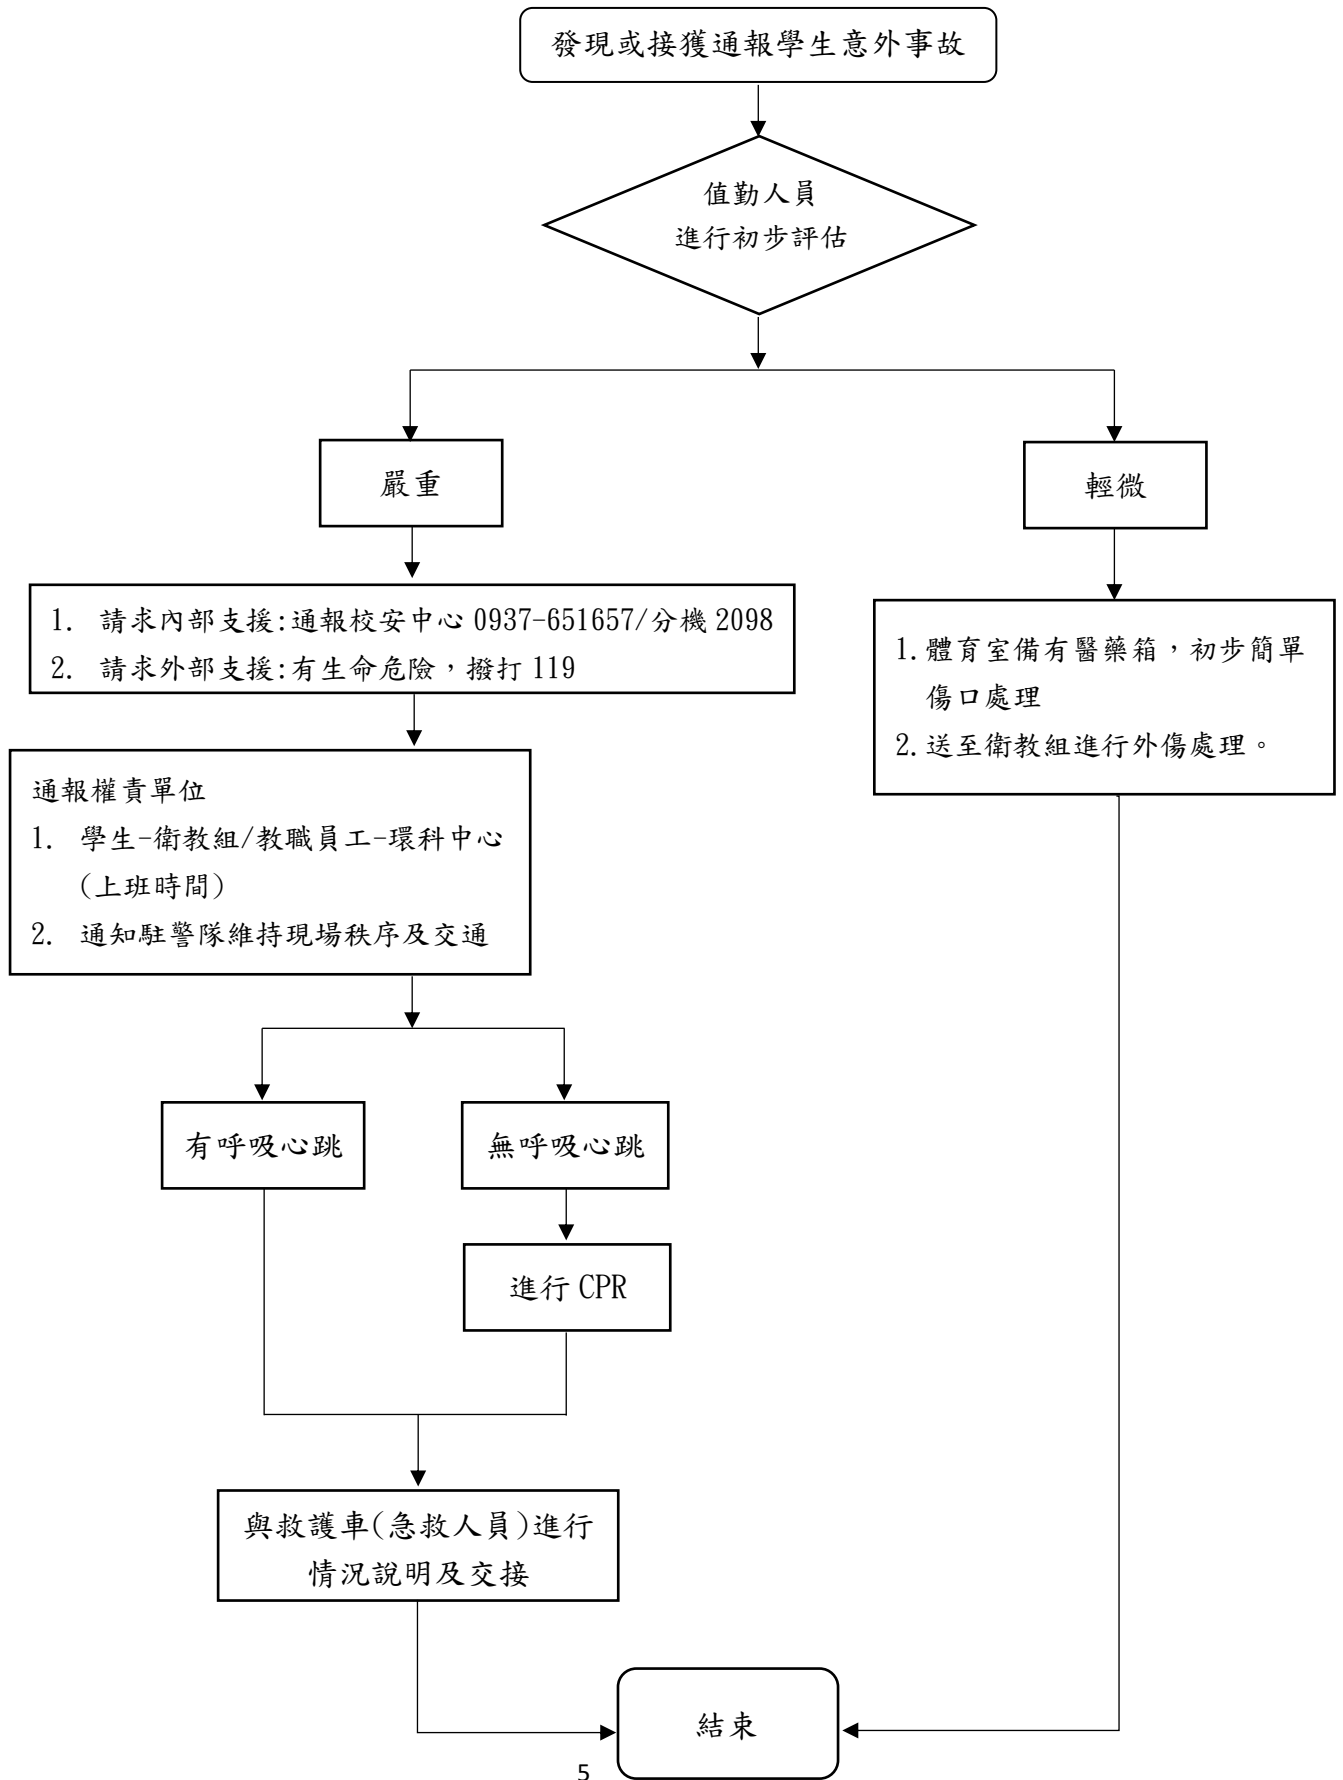 發現或接獲通報學生意外事故
值勤人員
進行初步評估
嚴重
輕微
1. 請求內部支援:通報校安中心 0937-651657/分機 2098
2. 請求外部支援:有生命危險，撥打 119
1.體育室備有醫藥箱，初步簡單
傷口處理
2.送至衛教組進行外傷處理。
通報權責單位
1. 學生-衛教組/教職員工-環科中心
(上班時間)
2. 通知駐警隊維持現場秩序及交通
有呼吸心跳
無呼吸心跳
進行 CPR
與救護車(急救人員)進行
情況說明及交接
結束
5